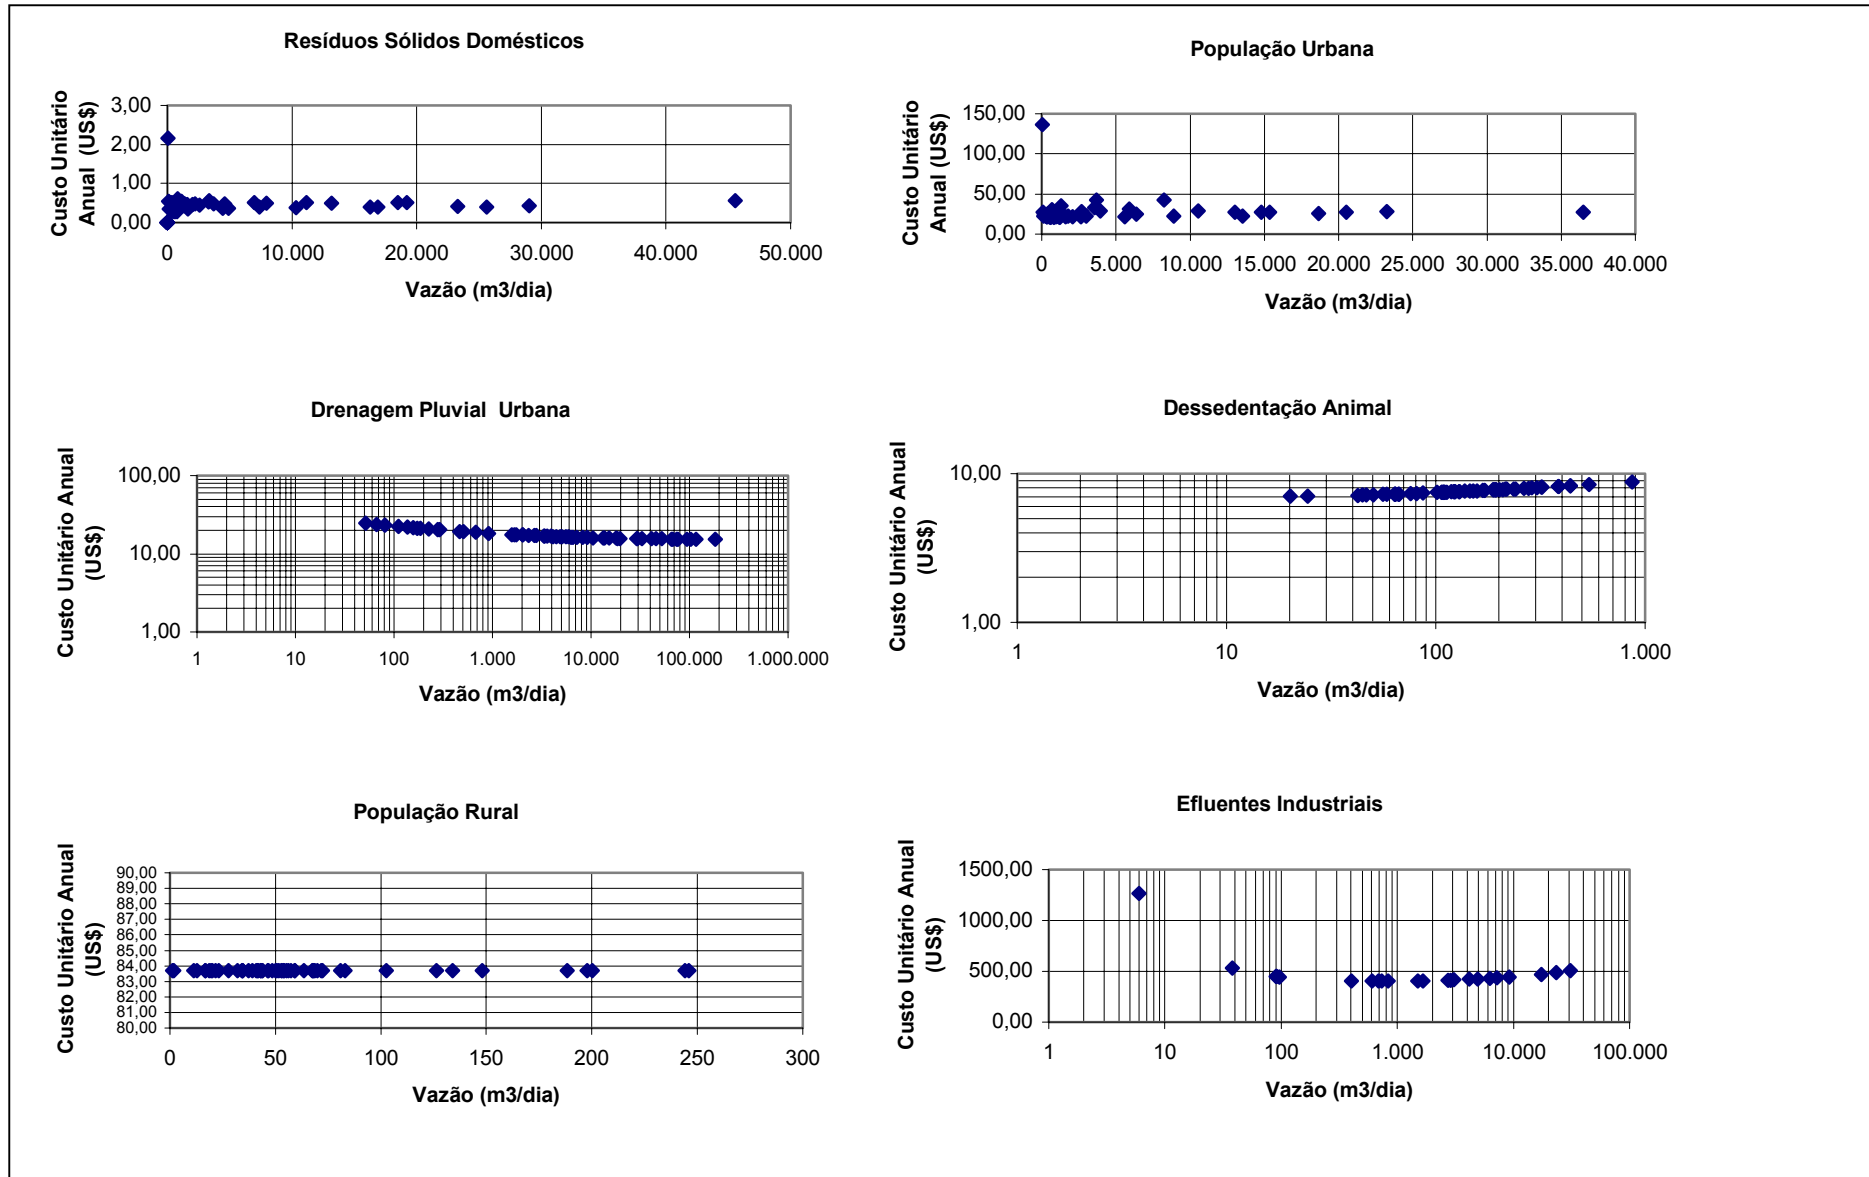 Resíduos Sólidos Domésticos
Custo Unitário
Anual (US$)
3,00
2,00
1,00
0,00
0 10.000 20.000 30.000 40.000 50.000
Vazão (m3/dia)
População Urbana
Custo Unitário
Anual (US$)
150,00
100,00
50,00
0,00
0 5.000 10.000 15.000 20.000 25.000 30.000 35.000 40.000
Vazão (m3/dia)
Drenagem Pluvial Urbana
Custo Unitário Anual
(US$)
100,00
10,00
1,00
1 10 100 1.000 10.000 100.000 1.000.000
Vazão (m3/dia)
Dessedentação Animal
Custo Unitário Anual
(US$)
10,00
1,00
1 10 100 1.000
Vazão (m3/dia)
População Rural
Custo Unitário Anual
(US$)
90,00
89,00
88,00
87,00
86,00
85,00
84,00
83,00
82,00
81,00
80,00
0 50 100 150 200 250 300
Vazão (m3/dia)
Efluentes Industriais
Custo Unitário Anual
(US$)
1500,00
1000,00
500,00
0,00
1 10 100 1.000 10.000 100.000
Vazão (m3/dia)